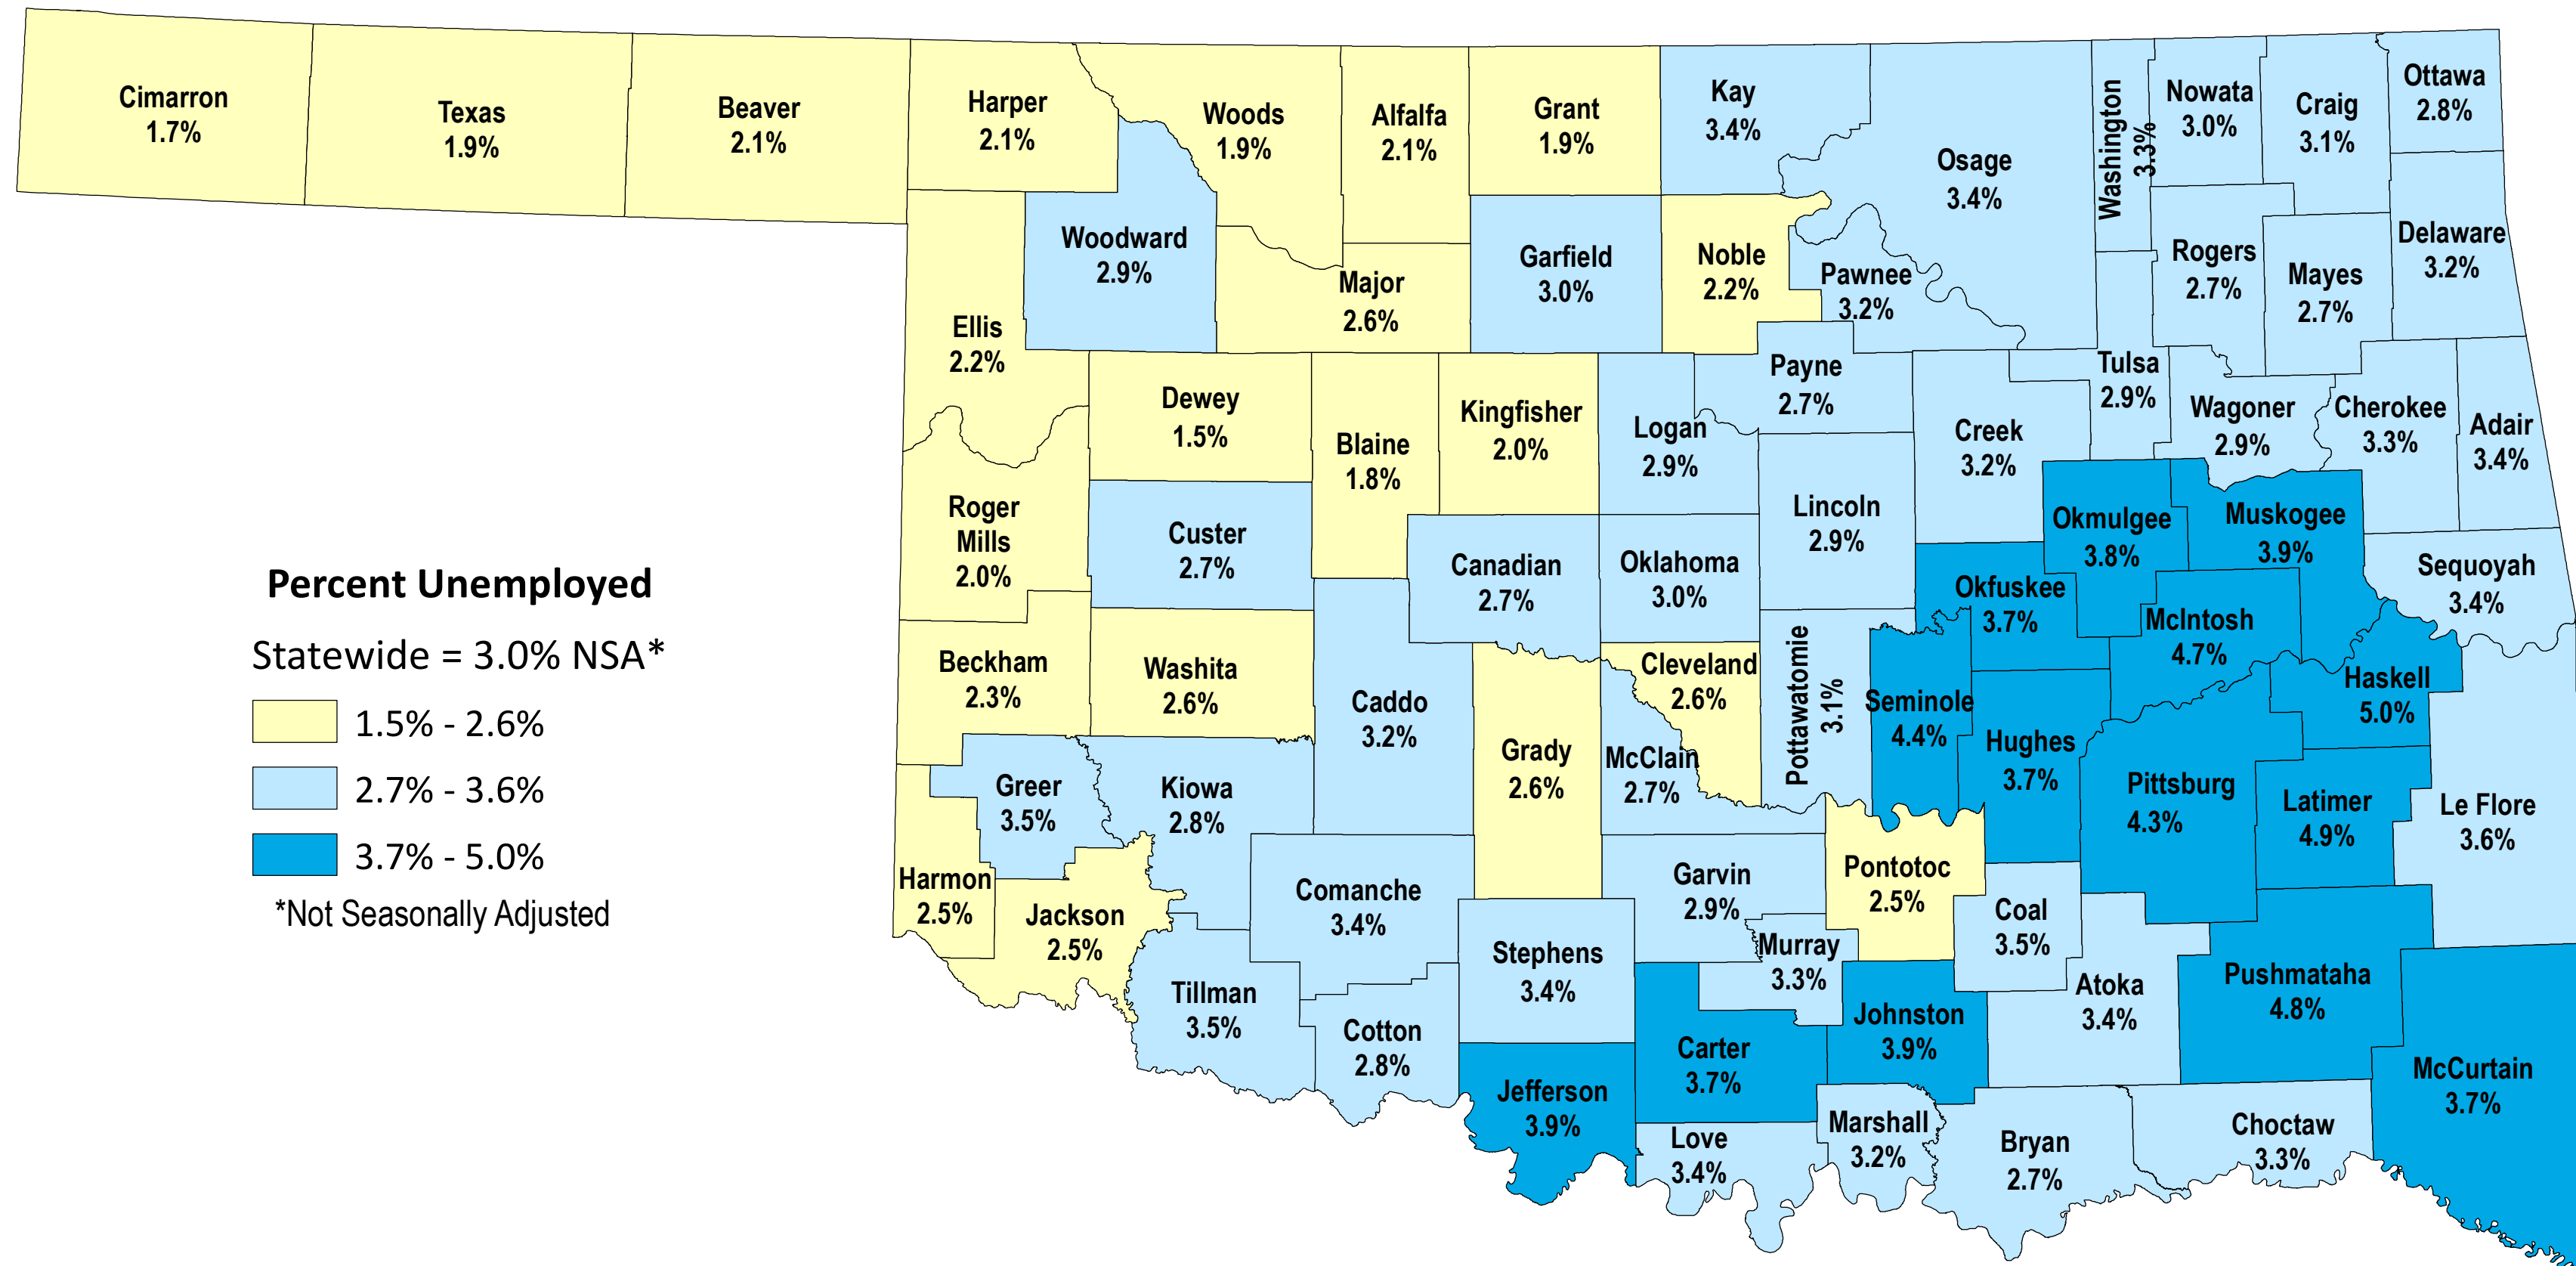 Cimarron
1.7%
Texas
1.9%
Beaver
2.1%
Harper
2.1%
Woods
1.9%
Alfalfa
2.1%
Grant
1.9%
Kay
3.4%
Osage
3.4%
Washington
3.3%
Nowata
3.0%
Craig
3.1%
Ottawa
2.8%
Woodward
2.9%
Major
2.6%
Garfield
3.0%
Noble
2.2%
Pawnee
3.2%
Rogers
2.7%
Mayes
2.7%
Delaware
3.2%
Ellis
2.2%
Dewey
1.5%
Blaine
1.8%
Kingfisher
2.0%
Logan
2.9%
Payne
2.7%
Creek
3.2%
Tulsa
2.9%
Wagoner
2.9%
Cherokee
3.3%
Adair
3.4%
Roger
Mills
2.0%
Custer
2.7%
Canadian
2.7%
Oklahoma
3.0%
Lincoln
2.9%
Okmulgee
3.8%
Muskogee
3.9%
Okfuskee
3.7%
McIntosh
4.7%
Sequoyah
3.4%
Beckham
2.3%
Washita
2.6%
Caddo
3.2%
Grady
2.6%
Cleveland
2.6%
McClain
2.7%
Pottawatomie
3.1%
Seminole
4.4%
Hughes
3.7%
Haskell
5.0%
Pittsburg
4.3%
Latimer
4.9%
Le Flore
3.6%
Greer
3.5%
Kiowa
2.8%
Harmon
2.5%
Jackson
2.5%
Comanche
3.4%
Garvin
2.9%
Pontotoc
2.5%
Coal
3.5%
Stephens
3.4%
Murray
3.3%
Tillman
3.5%
Cotton
2.8%
Johnston
3.9%
Atoka
3.4%
Pushmataha
4.8%
McCurtain
3.7%
Jefferson
3.9%
Carter
3.7%
Love
3.4%
Marshall
3.2%
Bryan
2.7%
Choctaw
3.3%
Percent Unemployed
Statewide = 3.0% NSA*
1.5% - 2.6%
2.7% - 3.6%
3.7% - 5.0%
*Not Seasonally Adjusted